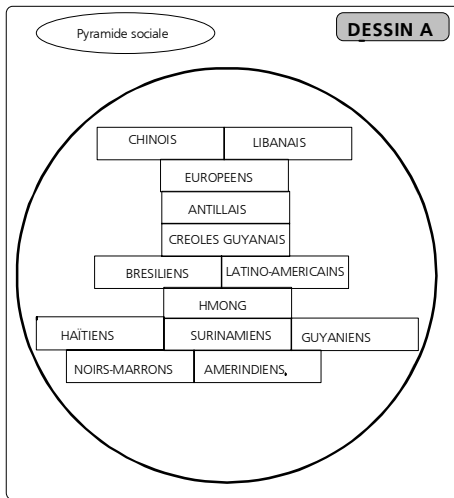 Pyramide sociale
DESSIN A
CHINOIS
LIBANAIS
EUROPEENS
ANTILLAIS
CREOLES GUYANAIS
BRESILIENS
LATINO-AMERICAINS
HMONG
HAÏTIENS
SURINAMIENS
GUYANIENS
NOIRS-MARRONS
AMERINDIENS